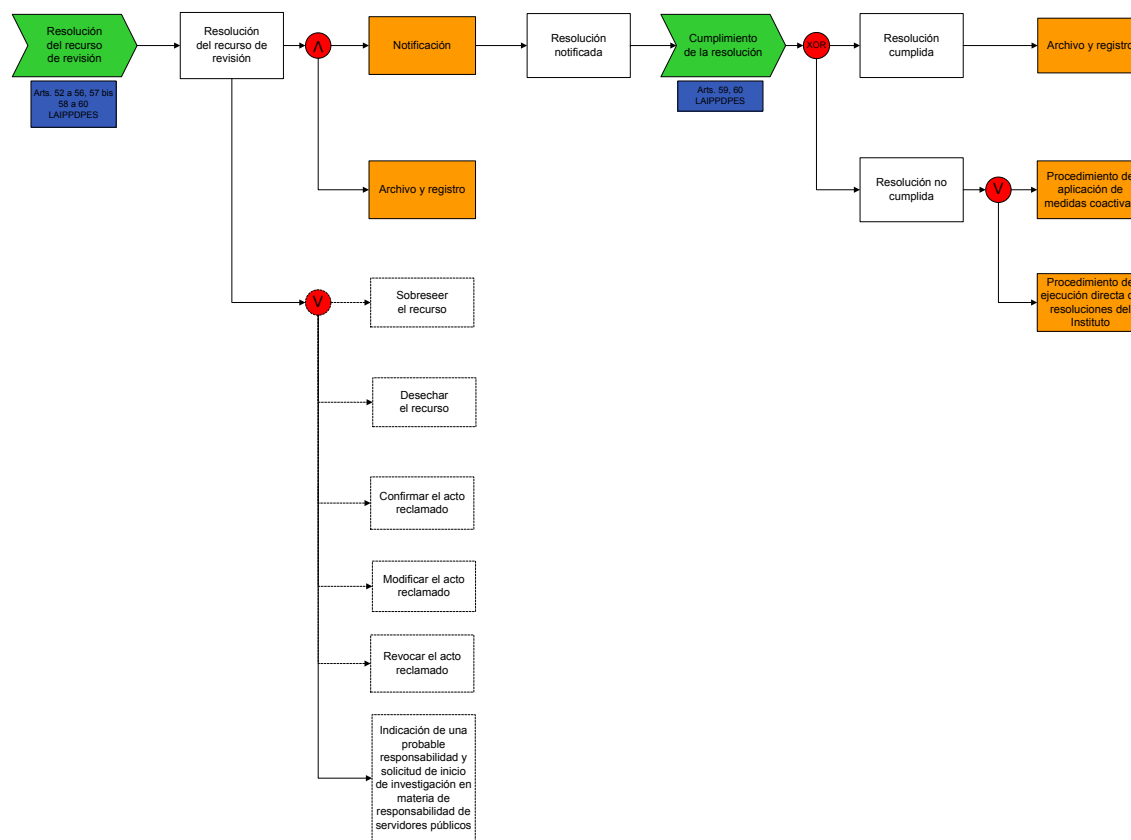 Resolución
del recurso
de revisión
Arts. 52 a 56, 57 bis
58 a 60
LAIPPDPES
Resolución
del recurso de
revisión
Λ
Notificación
Resolución
notificada
Cumplimiento
de la resolución
Arts. 59, 60
LAIPPDPES
XOR
Resolución
cumplida
Archivo y registro
Archivo y registro
Resolución no
cumplida
V
Procedimiento de
aplicación de
medidas coactiva
Procedimiento de
ejecución directa d
resoluciones del
Instituto
V
Sobreseer
el recurso
Desechar
el recurso
Confirmar el acto
reclamado
Modificar el acto
reclamado
Revocar el acto
reclamado
Indicación de una
probable
responsabilidad y
solicitud de inicio
de investigación en
materia de
responsabilidad de
servidores públicos